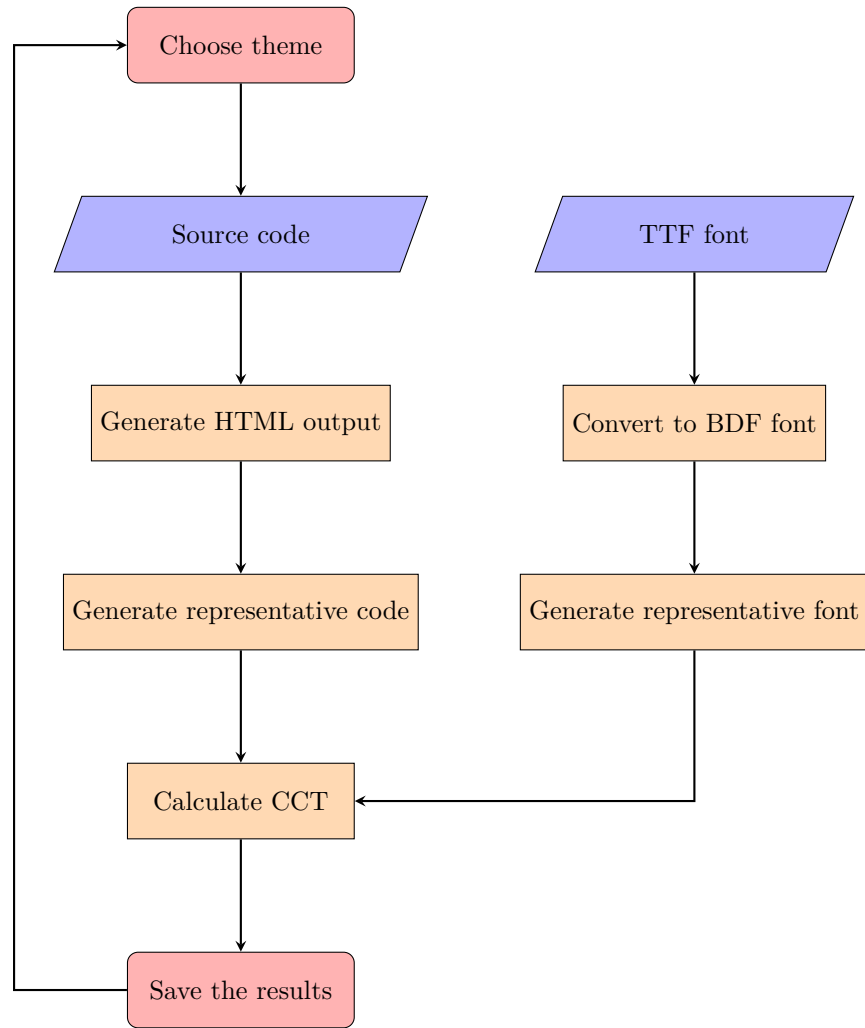 Choose theme
Source code
TTF font
Generate HTML output
Convert to BDF font
Generate representative code
Generate representative font
Calculate CCT
Save the results